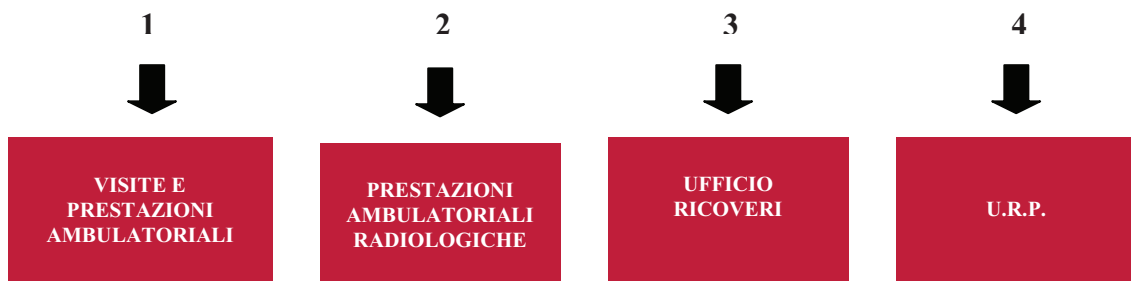 1 2 3 4
VISITE E
PRESTAZIONI
AMBULATORIALI
PRESTAZIONI
AMBULATORIALI
RADIOLOGICHE
UFFICIO
RICOVERI
U.R.P.